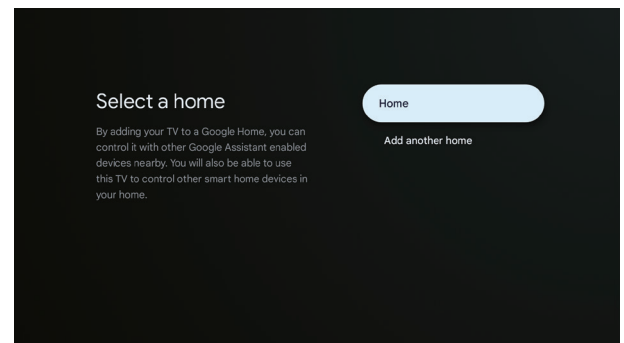 Select a home
By adding your TV to a Google Home, you can
control it with other Google Assistant enabled
devices nearby. You will also be able to use
this TV to control other smart home devices in
your home.
Home
Add another home